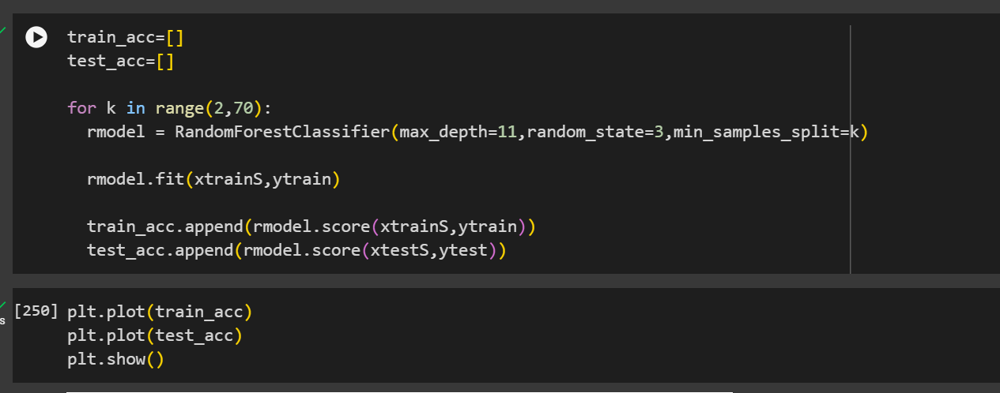 train_acc=[]
test_acc=[]
for k in range(2,70):
rmodel = RandomForestClassifier(max_depth=11,random_state=3,min_samples_split=k)
rmodel.fit(xtrainS,ytrain)
train_acc.append(rmodel.score(xtrainS,ytrain))
test_acc.append(rmodel.score(xtestS,ytest))
s [250] plt.plot(train_acc)
plt.plot(test_acc)
plt.show()